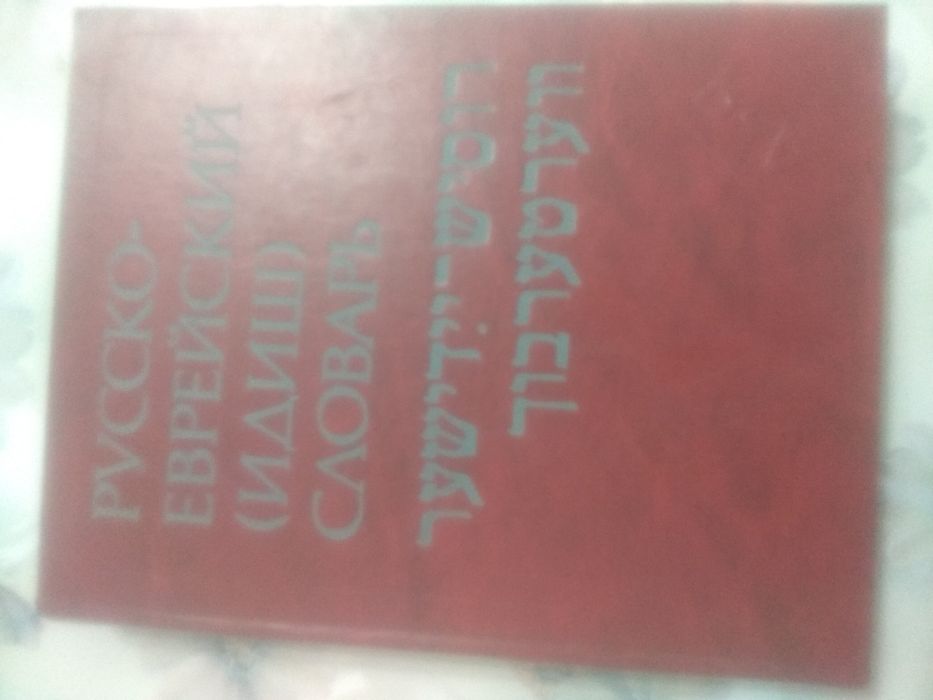 РУССКО-
ЕВРЕЙСКИЙ
(ИДИШ)
СЛОВАРЬ
רוסיש-ייִדישער
ווערטערבוך